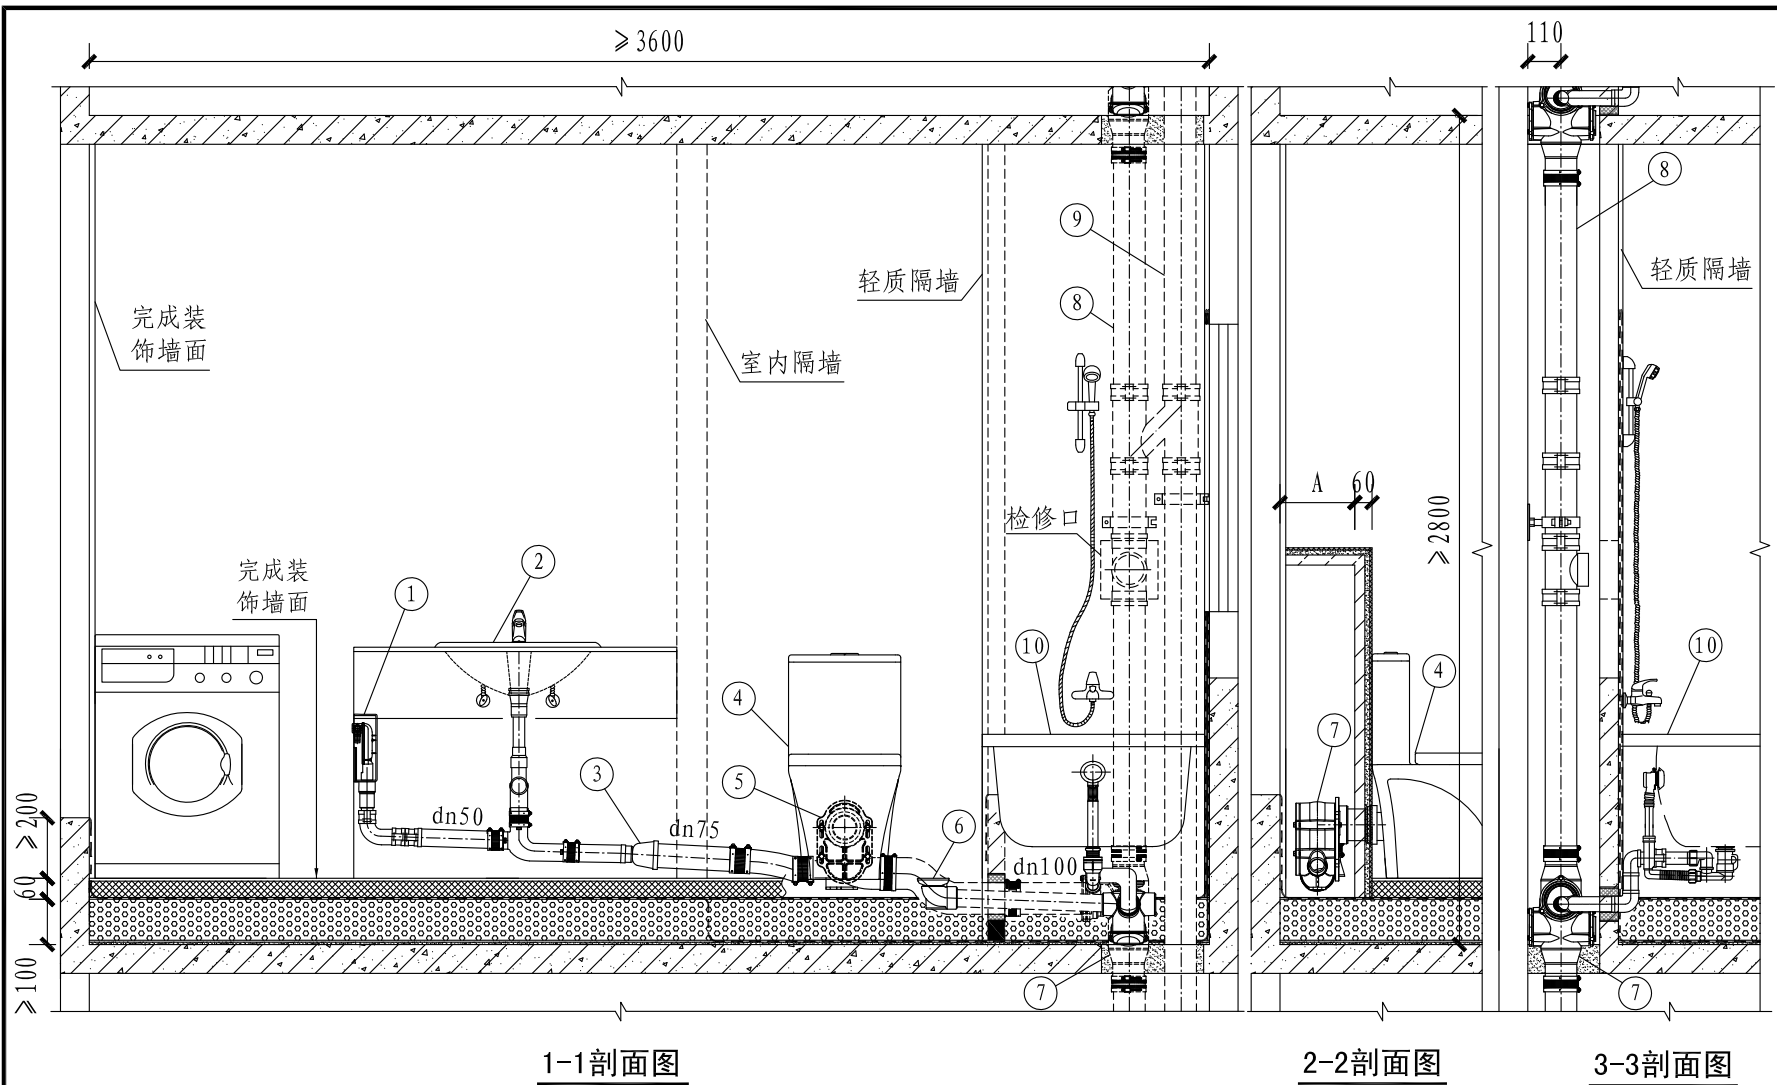 ≥3600
110
8
9
轻质隔墙
轻质隔墙
8
完成装
饰墙面
室内隔墙
A
60
≥2800
检修口
2
完成装
饰墙面
1
10
10
4
4
7
3
5
dn50
dn75
6
≥200
dn100
60
≥100
7
7
1-1剖面图
2-2剖面图
3-3剖面图